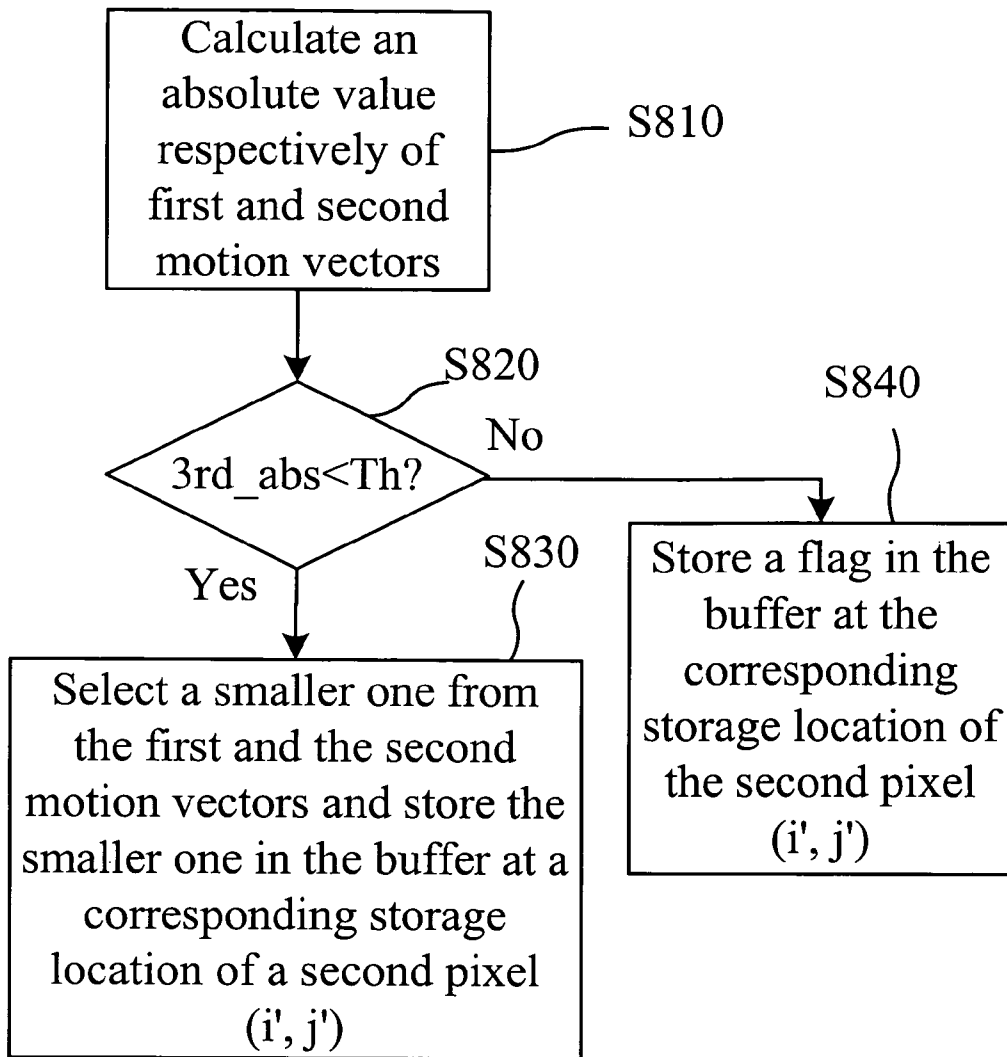 Calculate an
absolute value
respectively of
first and second
motion vectors
S810
S820
3rd_abs<Th?
No
Yes
S840
Store a flag in the
buffer at the
corresponding
storage location of
the second pixel
(i', j')
S830
Select a smaller one from
the first and the second
motion vectors and store the
smaller one in the buffer at a
corresponding storage
location of a second pixel
(i', j')